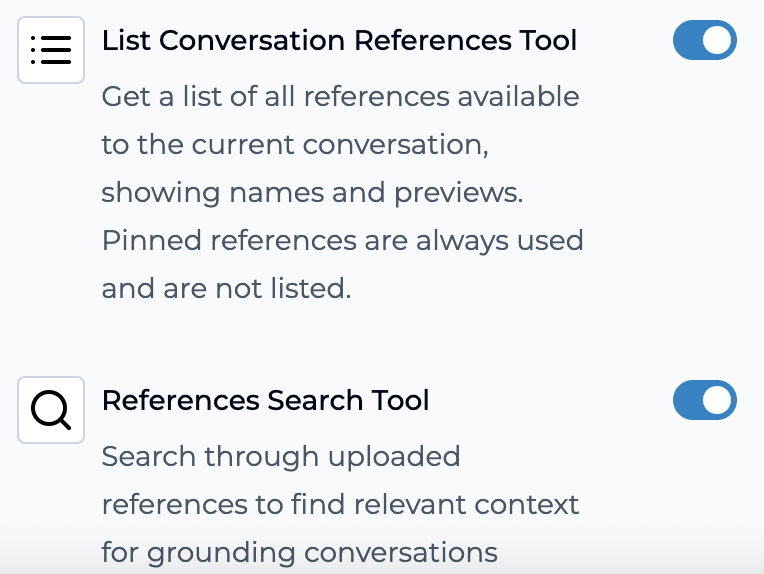 List Conversation References Tool
Get a list of all references available
to the current conversation,
showing names and previews.
Pinned references are always used
and are not listed.
References Search Tool
Search through uploaded
references to find relevant context
for grounding conversations